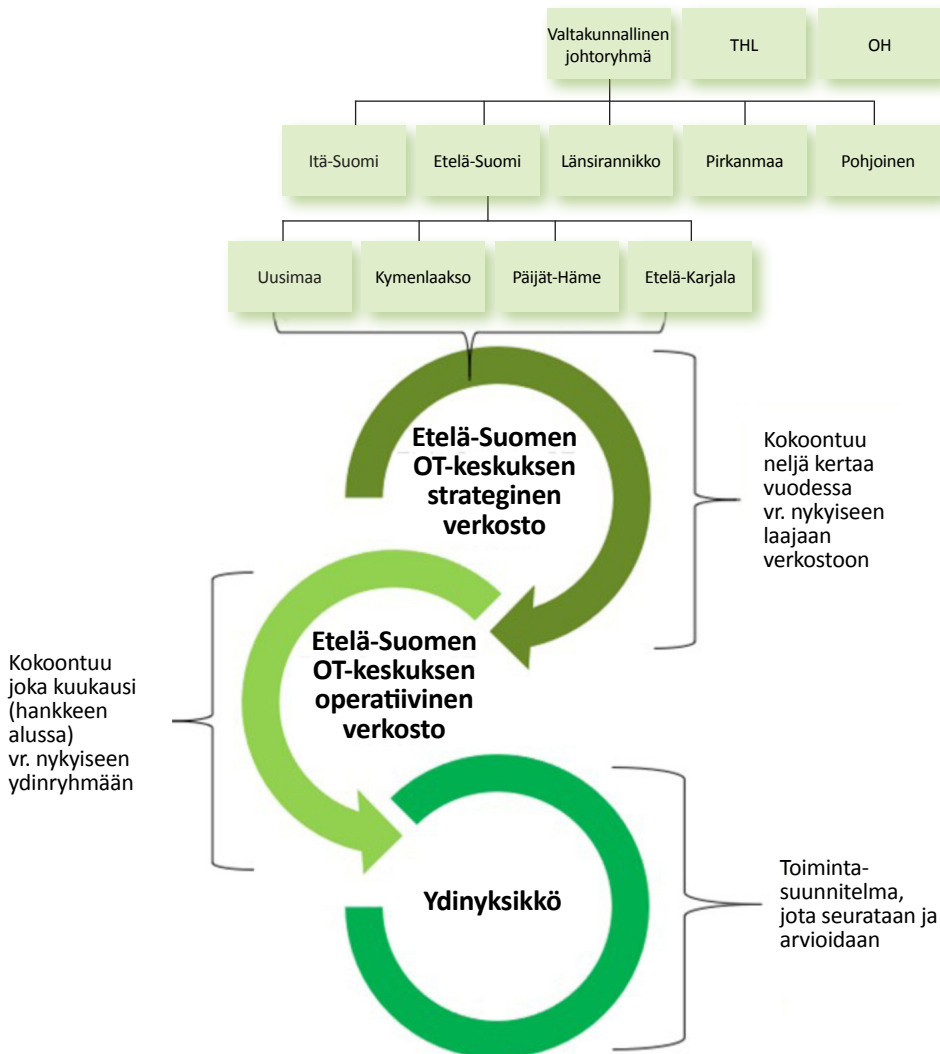 Valtakunnallinen
johtoryhmä
THL
OH
Itä-Suomi
Etelä-Suomi
Länsirannikko
Pirkanmaa
Pohjoinen
Uusimaa
Kymenlaakso
Päijät-Häme
Etelä-Karjala
Etelä-Suomen
OT-keskuksen
strateginen
verkosto
Kokoontuu
neljä kertaa
vuodessa
vr. nykyiseen
laajaan
verkostoon
Etelä-Suomen
OT-keskuksen
operatiivinen
verkosto
Kokoontuu
joka kuukausi
(hankkeen
alussa)
vr. nykyiseen
ydinryhmään
Ydinyksikkö
Toiminta-
suunnitelma,
jota seurataan ja
arvioidaan